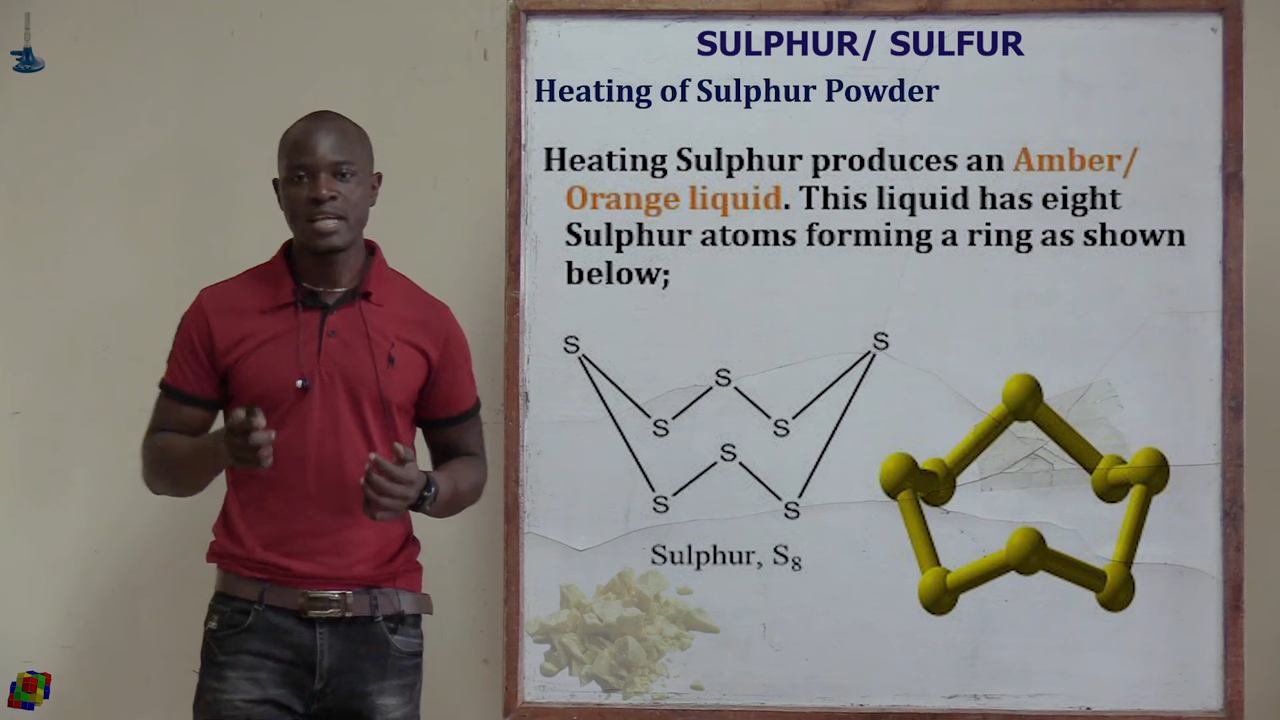 SULPHUR/ SULFUR
Heating of Sulphur Powder
Heating Sulphur produces an Amber/
Orange liquid. This liquid has eight
Sulphur atoms forming a ring as shown
below;
S S
S
S S
S
S S
Sulphur, S₈